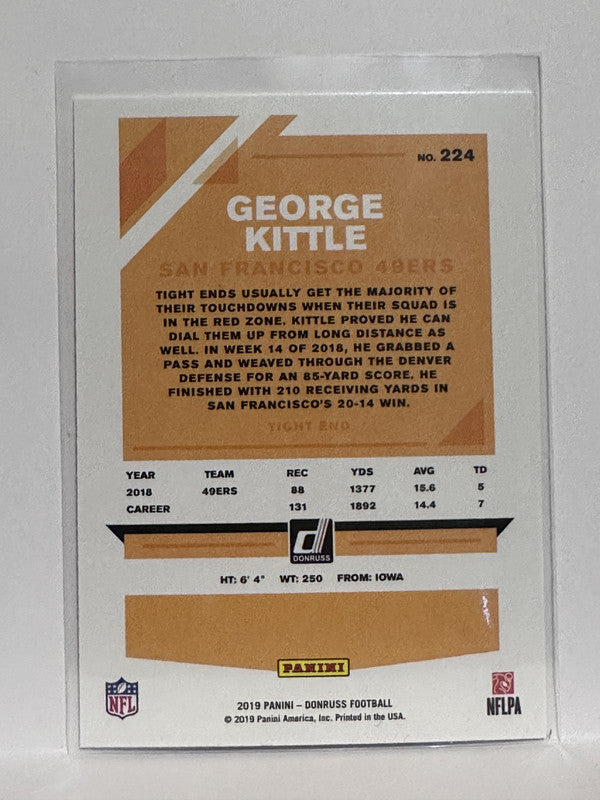 NO. 224
GEORGE
KITTLE
SAN FRANCISCO 49ERS
TIGHT ENDS USUALLY GET THE MAJORITY OF
THEIR TOUCHDOWNS WHEN THEIR SQUAD IS
IN THE RED ZONE. KITTLE PROVED HE CAN
DIAL THEM UP FROM LONG DISTANCE AS
WELL. IN WEEK 14 OF 2018, HE GRABBED A
PASS AND WEAVED THROUGH THE DENVER
DEFENSE FOR AN 85-YARD SCORE. HE
FINISHED WITH 210 RECEIVING YARDS IN
SAN FRANCISCO'S 20-14 WIN.
TIGHT END
YEAR TEAM REC YDS AVG TD
2018 49ERS 88 1377 15.6 5
CAREER 131 1892 14.4 7
DONRUSS
HT: 6' 4" WT: 250 FROM: IOWA
PANINI
NFL
2019 PANINI – DONRUSS FOOTBALL
© 2019 Panini America, Inc. Printed in the USA.
NFLPA